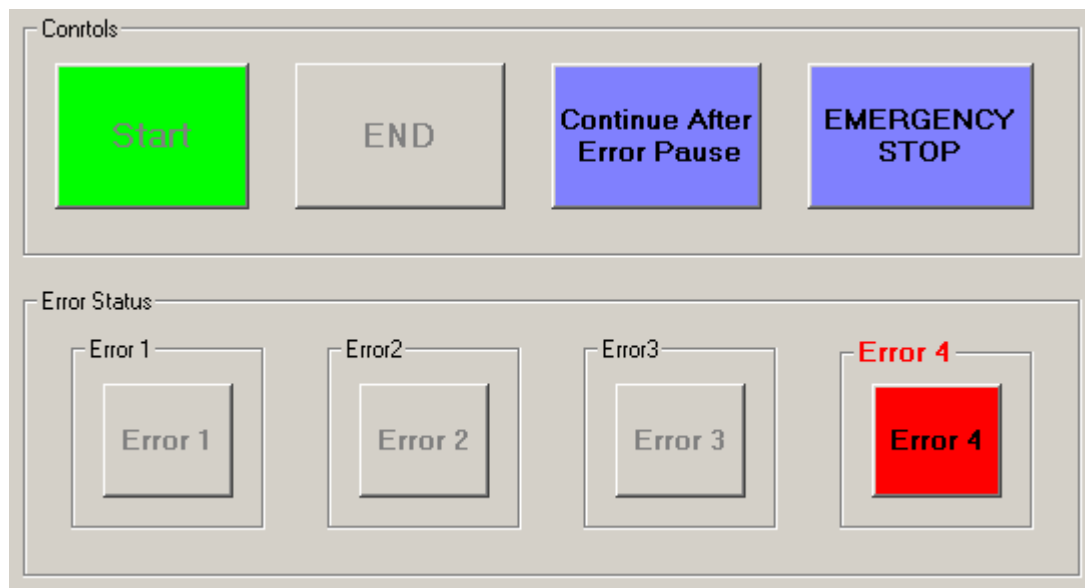 Conrtols
Start
END
Continue After
Error Pause
EMERGENCY
STOP
Error Status
Error 1
Error2
Error3
Error 4
Error 1
Error 2
Error 3
Error 4